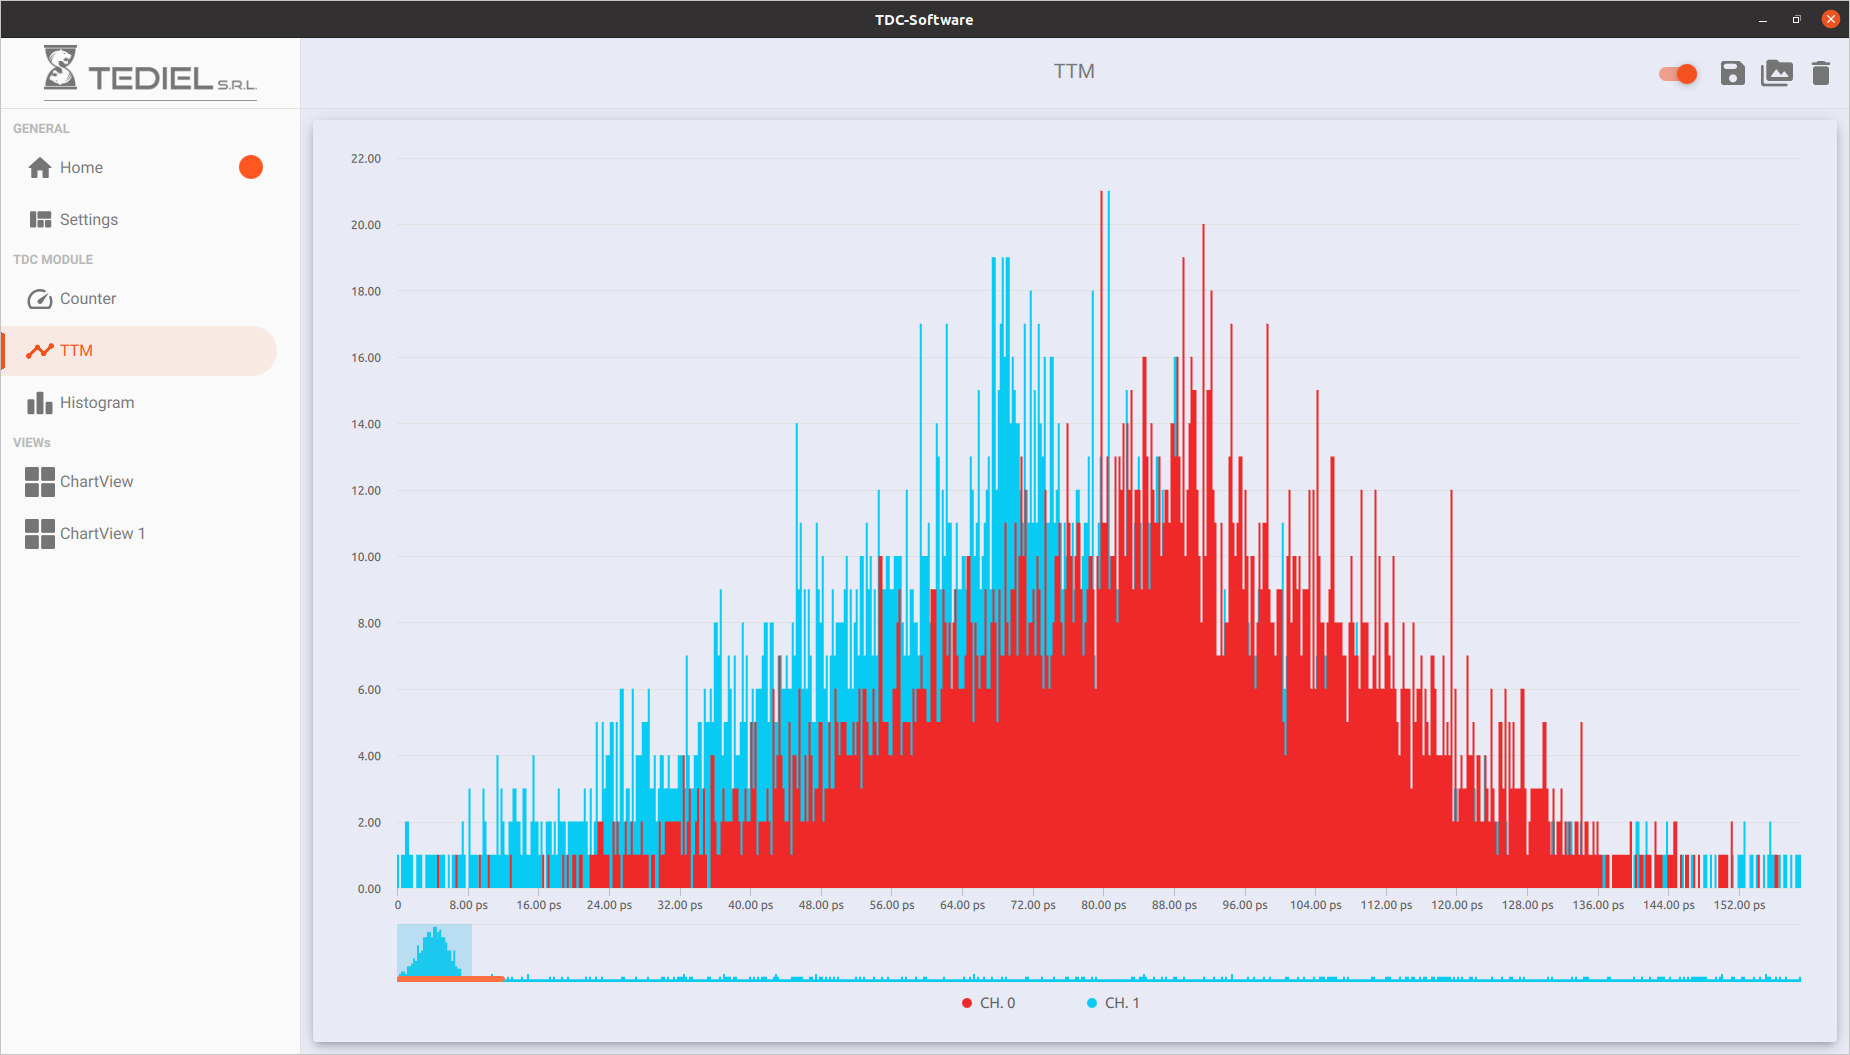 TDC-Software
TEDIEL S.R.L.
TTM
GENERAL
Home
Settings
TDC MODULE
Counter
TTM
Histogram
VIEWs
ChartView
ChartView 1
22.00
20.00
18.00
16.00
14.00
12.00
10.00
8.00
6.00
4.00
2.00
0.00
0 8.00 ps 16.00 ps 24.00 ps 32.00 ps 40.00 ps 48.00 ps 56.00 ps 64.00 ps 72.00 ps 80.00 ps 88.00 ps 96.00 ps 104.00 ps 112.00 ps 120.00 ps 128.00 ps 136.00 ps 144.00 ps 152.00 ps
CH. 0 CH. 1